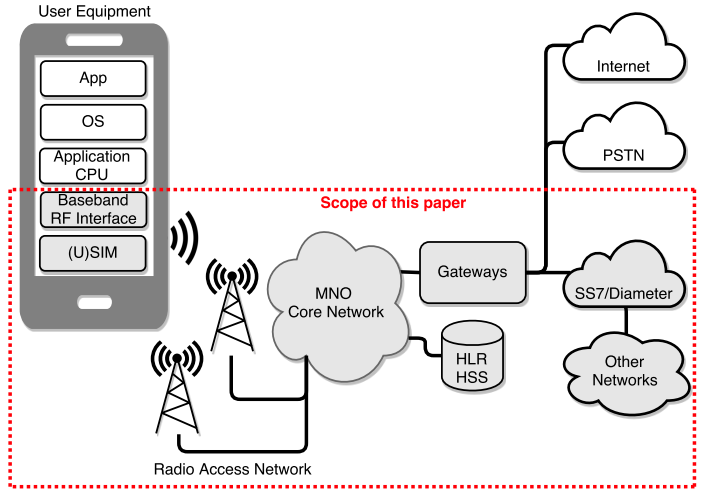 User Equipment
App
OS
Application
CPU
Baseband
RF Interface
(U)SIM
Internet
PSTN
Scope of this paper
MNO
Core Network
Gateways
SS7/Diameter
HLR
HSS
Other
Networks
Radio Access Network